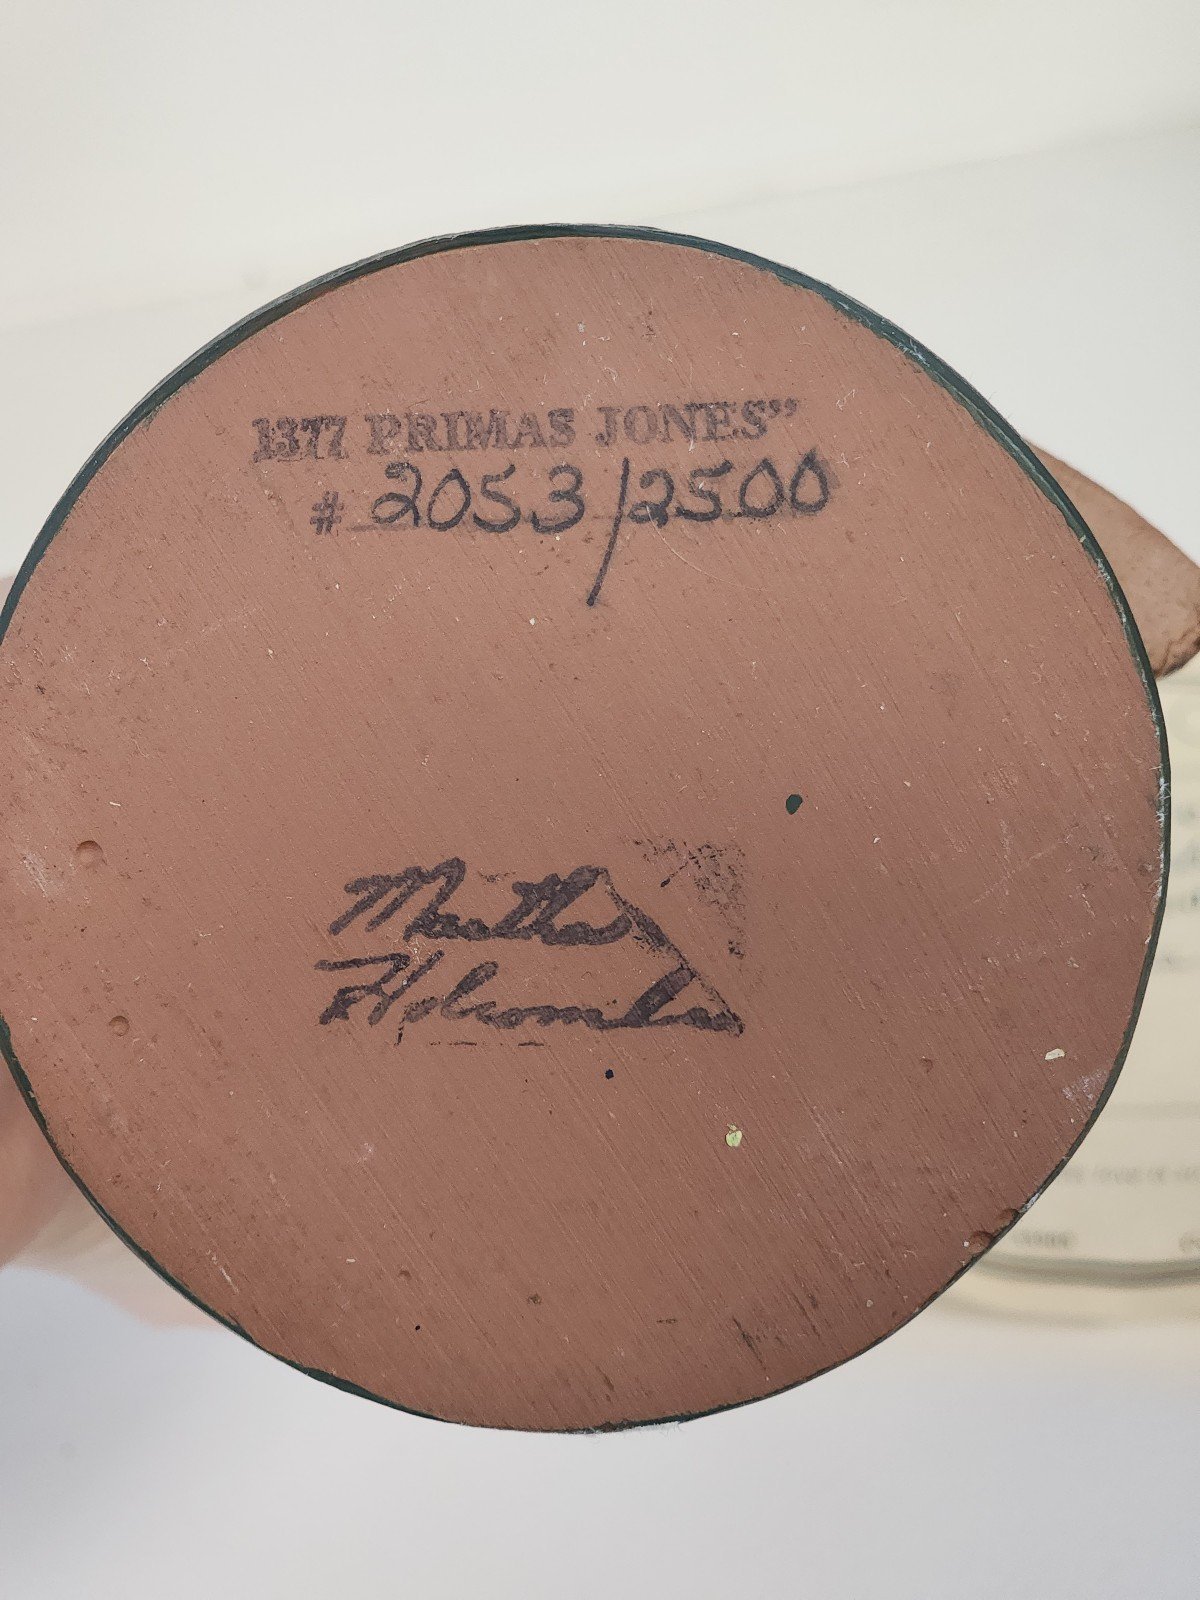 1377 PRIMAS JONES”
# 2053/2500
Martha
Holcombe